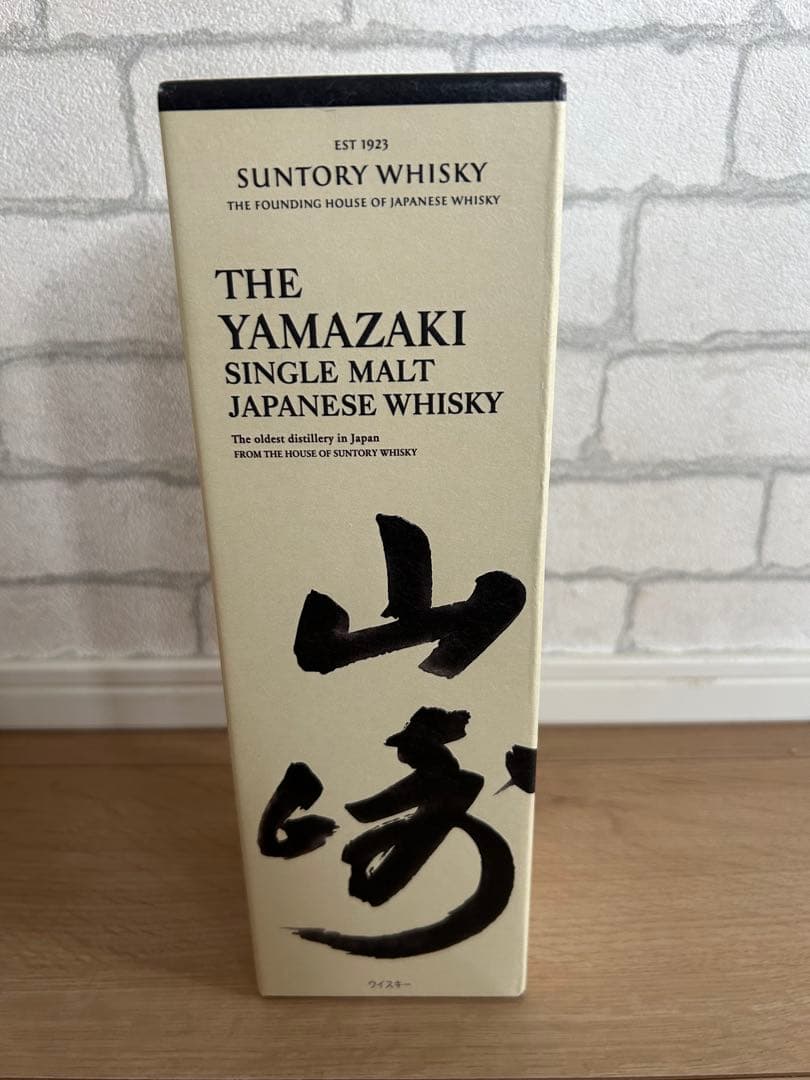 EST 1923
SUNTORY WHISKY
THE FOUNDING HOUSE OF JAPANESE WHISKY
THE
YAMAZAKI
SINGLE MALT
JAPANESE WHISKY
The oldest distillery in Japan
FROM THE HOUSE OF SUNTORY WHISKY
山
崎
ウイスキー